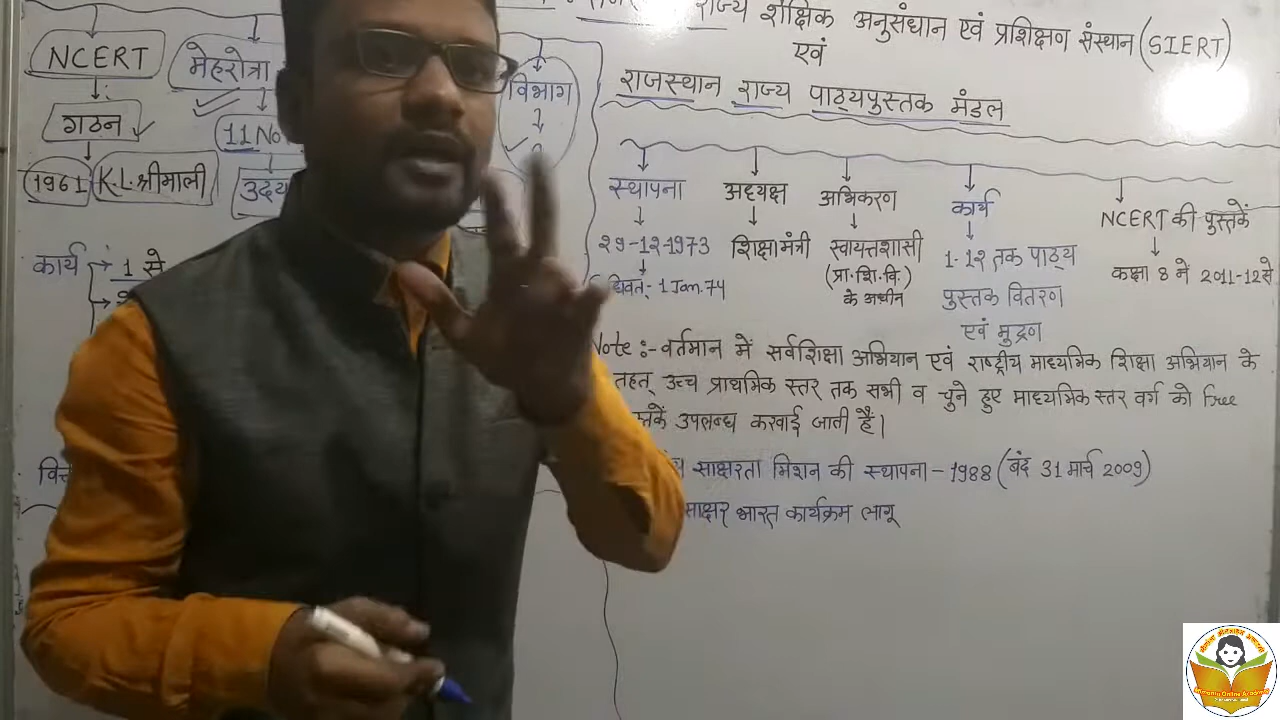 राज्य शैक्षिक अनुसंधान एवं प्रशिक्षण संस्थान (SIERT)
एवं
राजस्थान राज्य पाठ्यपुस्तक मंडल
NCERT
गठन
1961
K.L. श्रीमाली
मेहरोत्रा
11 No
विभाग
कार्य
1 से
स्थापना
29-12-1973
1 Jan. 74
अध्यक्ष
शिक्षामंत्री
अभिकरण
स्वायत्तशासी
(प्रा. शि. वि.)
के अधीन
कार्य
1-12 तक पाठ्य
पुस्तक वितरण
एवं मुद्रण
NCERT की पुस्तकें
कक्षा 8 में 2011-12 से
Note :- वर्तमान में सर्वशिक्षा अभियान एवं राष्ट्रीय माध्यमिक शिक्षा अभियान के
तहत् उच्च प्राथमिक स्तर तक सभी व चुने हुए माध्यमिक स्तर वर्ग को Free
उपलब्ध करवाई जाती है।
साक्षरता मिशन की स्थापना - 1988 (बंद 31 मार्च 2009)
साक्षर भारत कार्यक्रम लागू